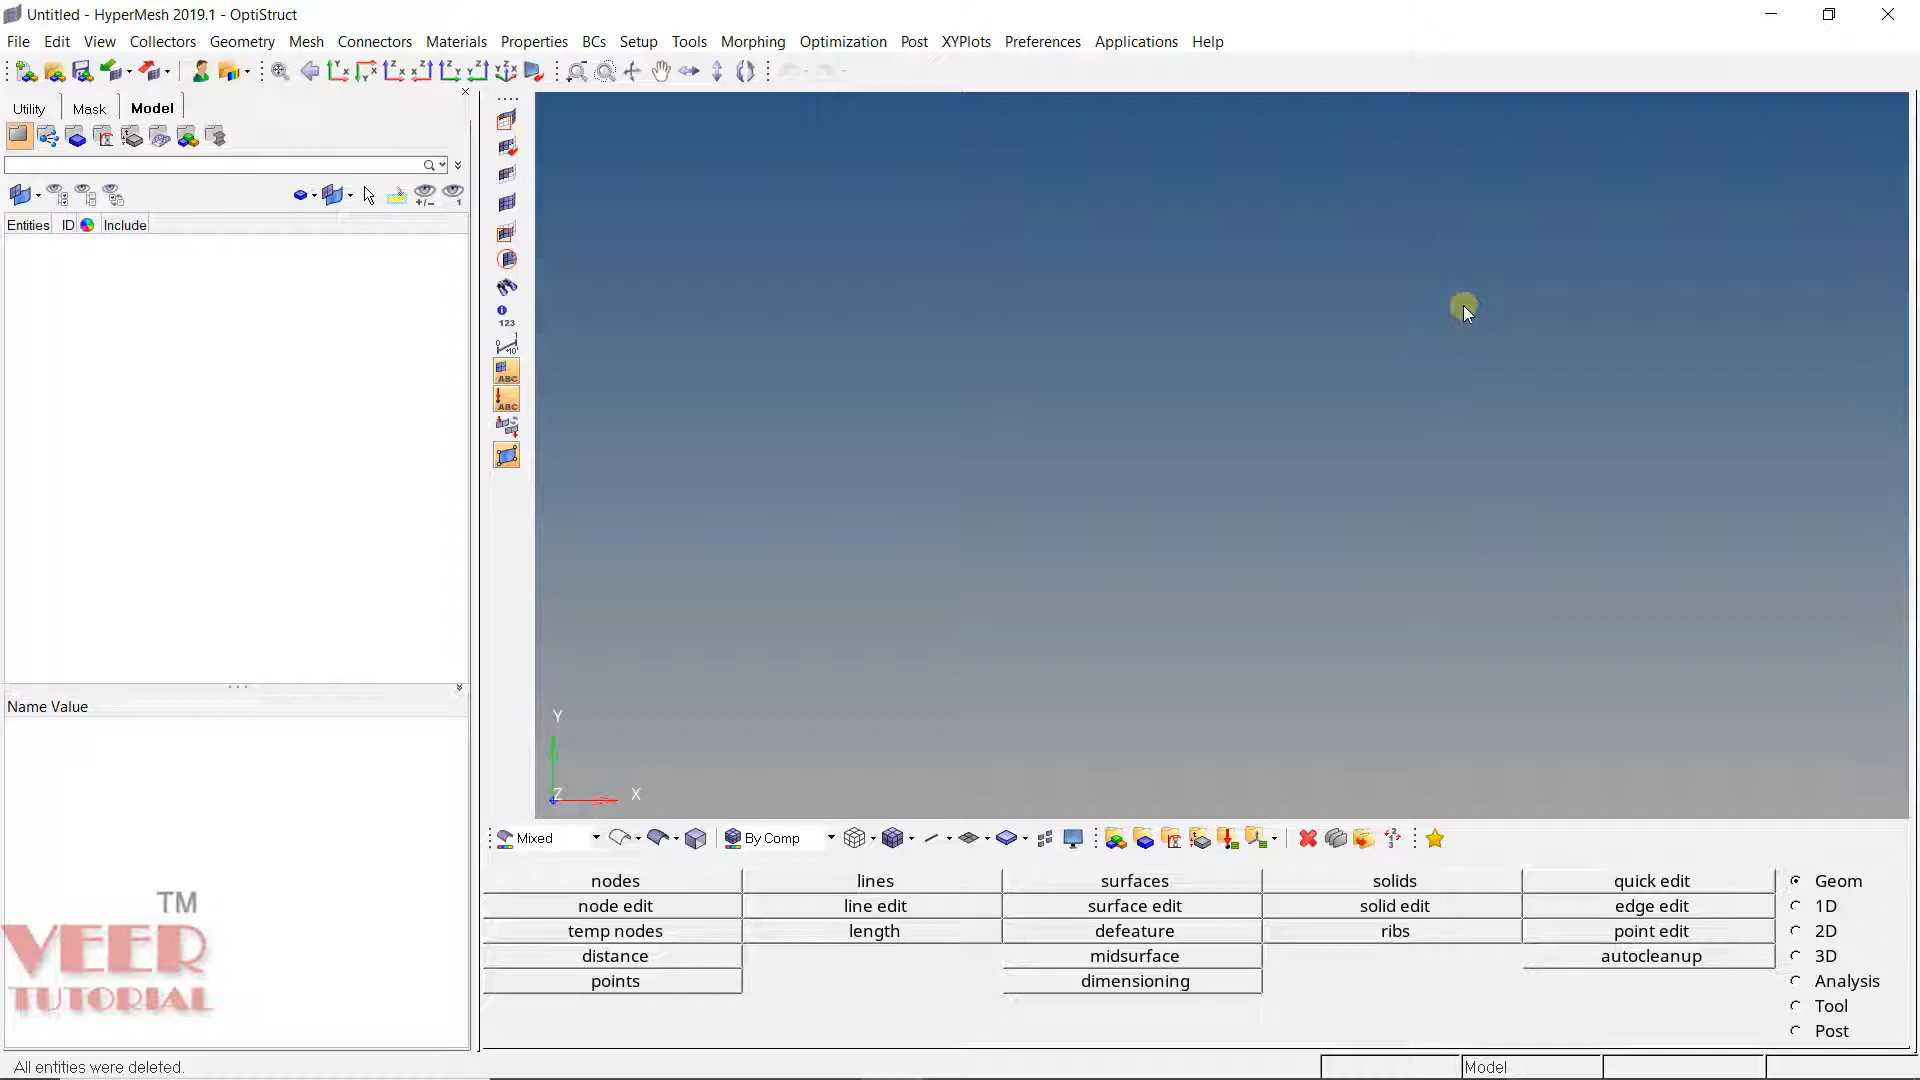 Untitled - HyperMesh 2019.1 - OptiStruct
File Edit View Collectors Geometry Mesh Connectors Materials Properties BCs Setup Tools Morphing Optimization Post XYPlots Preferences Applications Help
Utility Mask Model
Entities ID Include
Name Value
123
ABC
ABC
Y
Z X
Mixed By Comp
nodes lines surfaces solids quick edit Geom
node edit line edit surface edit solid edit edge edit 1D
temp nodes length defeature ribs point edit 2D
distance midsurface autocleanup 3D
points dimensioning Analysis
Tool
Post
TM
VEER
TUTORIAL
All entities were deleted.
Model